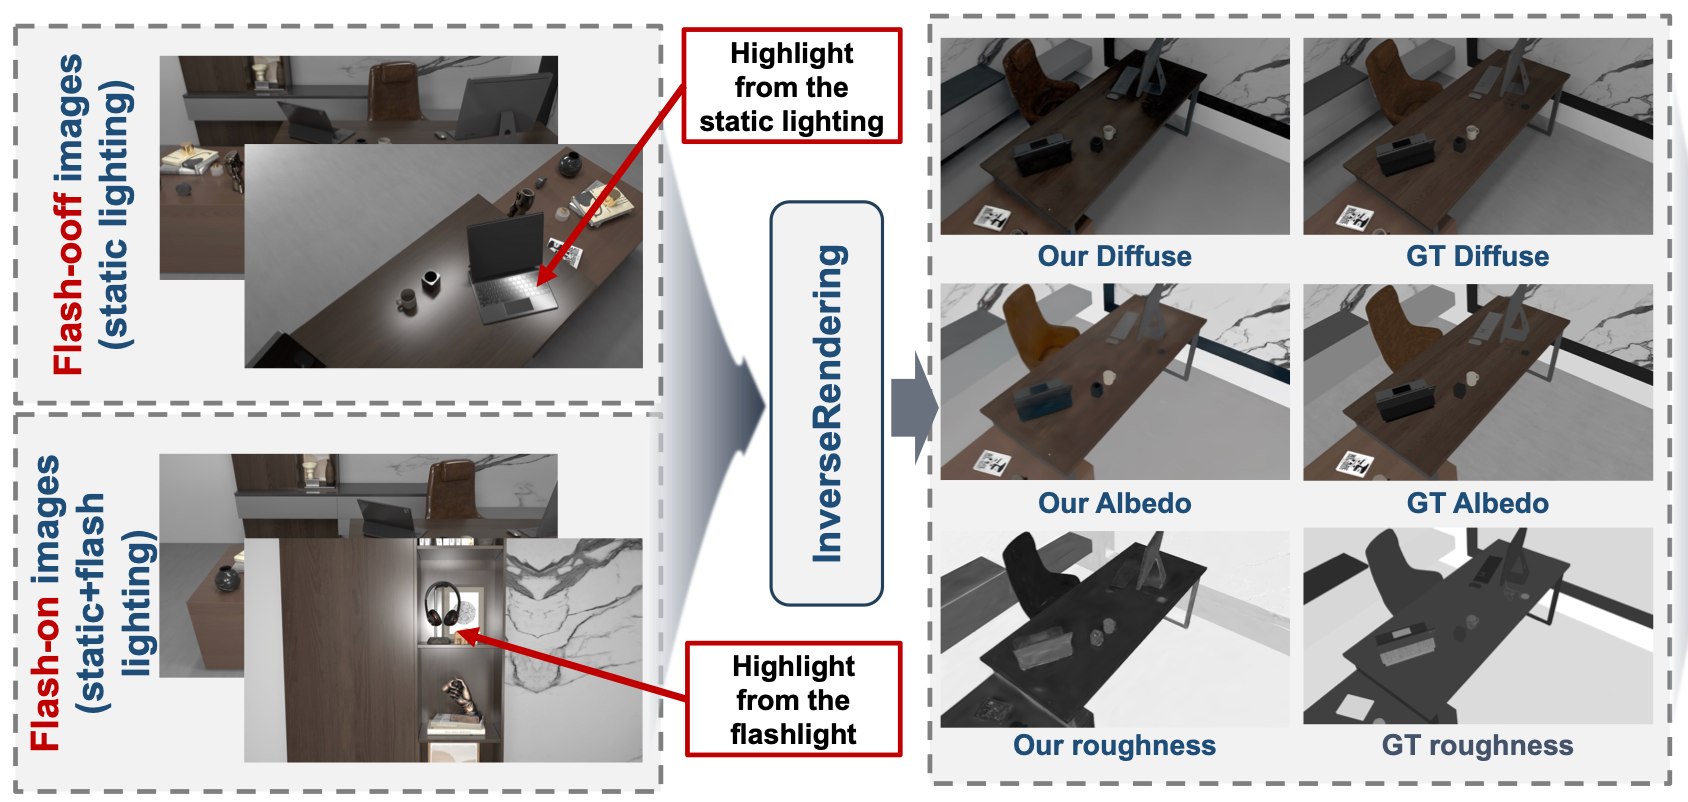 Flash-ooff images
(static lighting)
Highlight
from the
static lighting
Flash-on images
(static+flash
lighting)
Highlight
from the
flashlight
InverseRendering
Our Diffuse
GT Diffuse
Our Albedo
GT Albedo
Our roughness
GT roughness